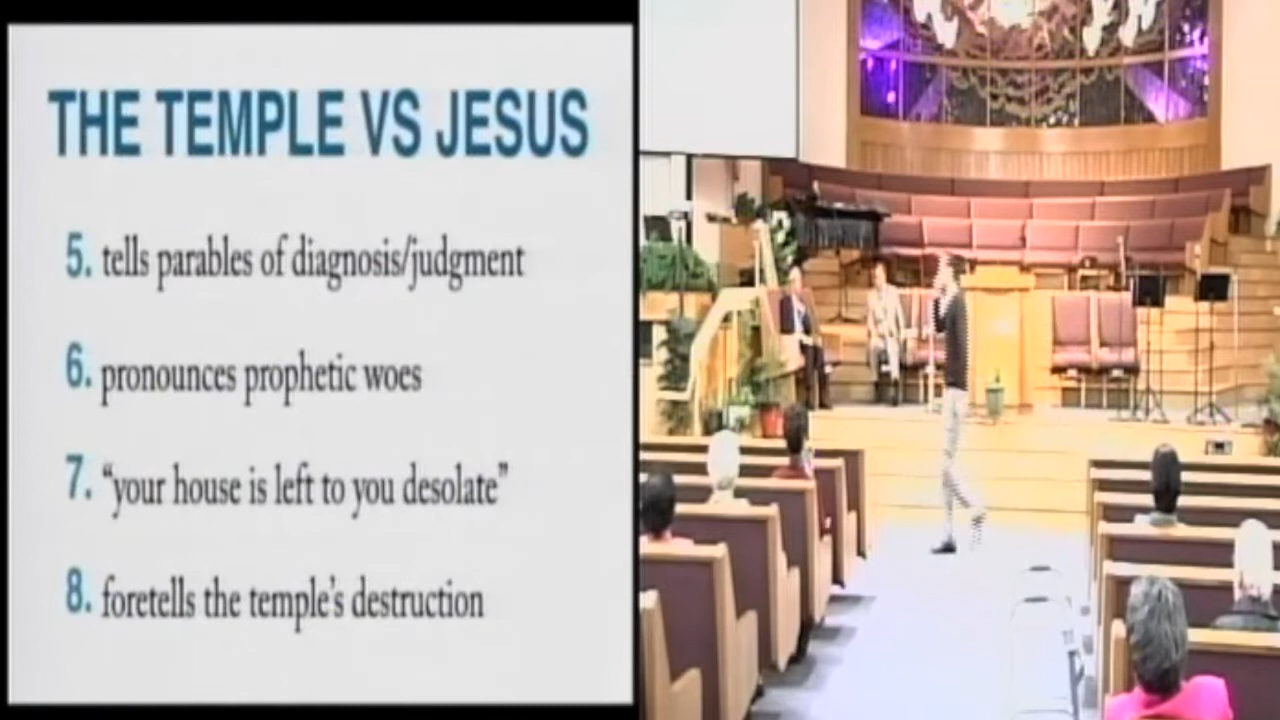 THE TEMPLE VS JESUS
5. tells parables of diagnosis/judgment
6. pronounces prophetic woes
7. “your house is left to you desolate”
8. foretells the temple’s destruction